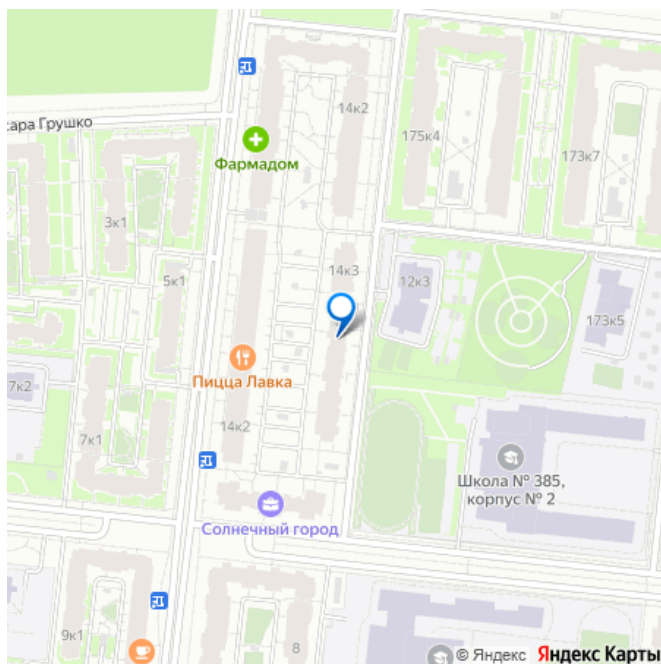 14к2
сара Грушко
175к4
Фармадом
173к7
3к1
14к3
5к1
12к3
173к5
Пицца Лавка
7к2
14к2
7к1
Школа № 385,
корпус № 2
Солнечный город
9к1
8
© Яндекс Яндекс Карты